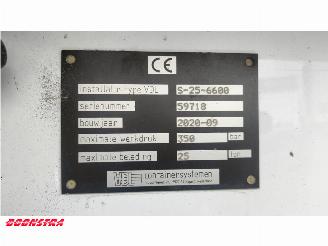 CE
installatie type VDL S-25-6600
serienummer 59718
bouwjaar 2020-09
maximale werkdruk 350 bar
maximale belading 25 ton
containersystemen
BOONSTRA